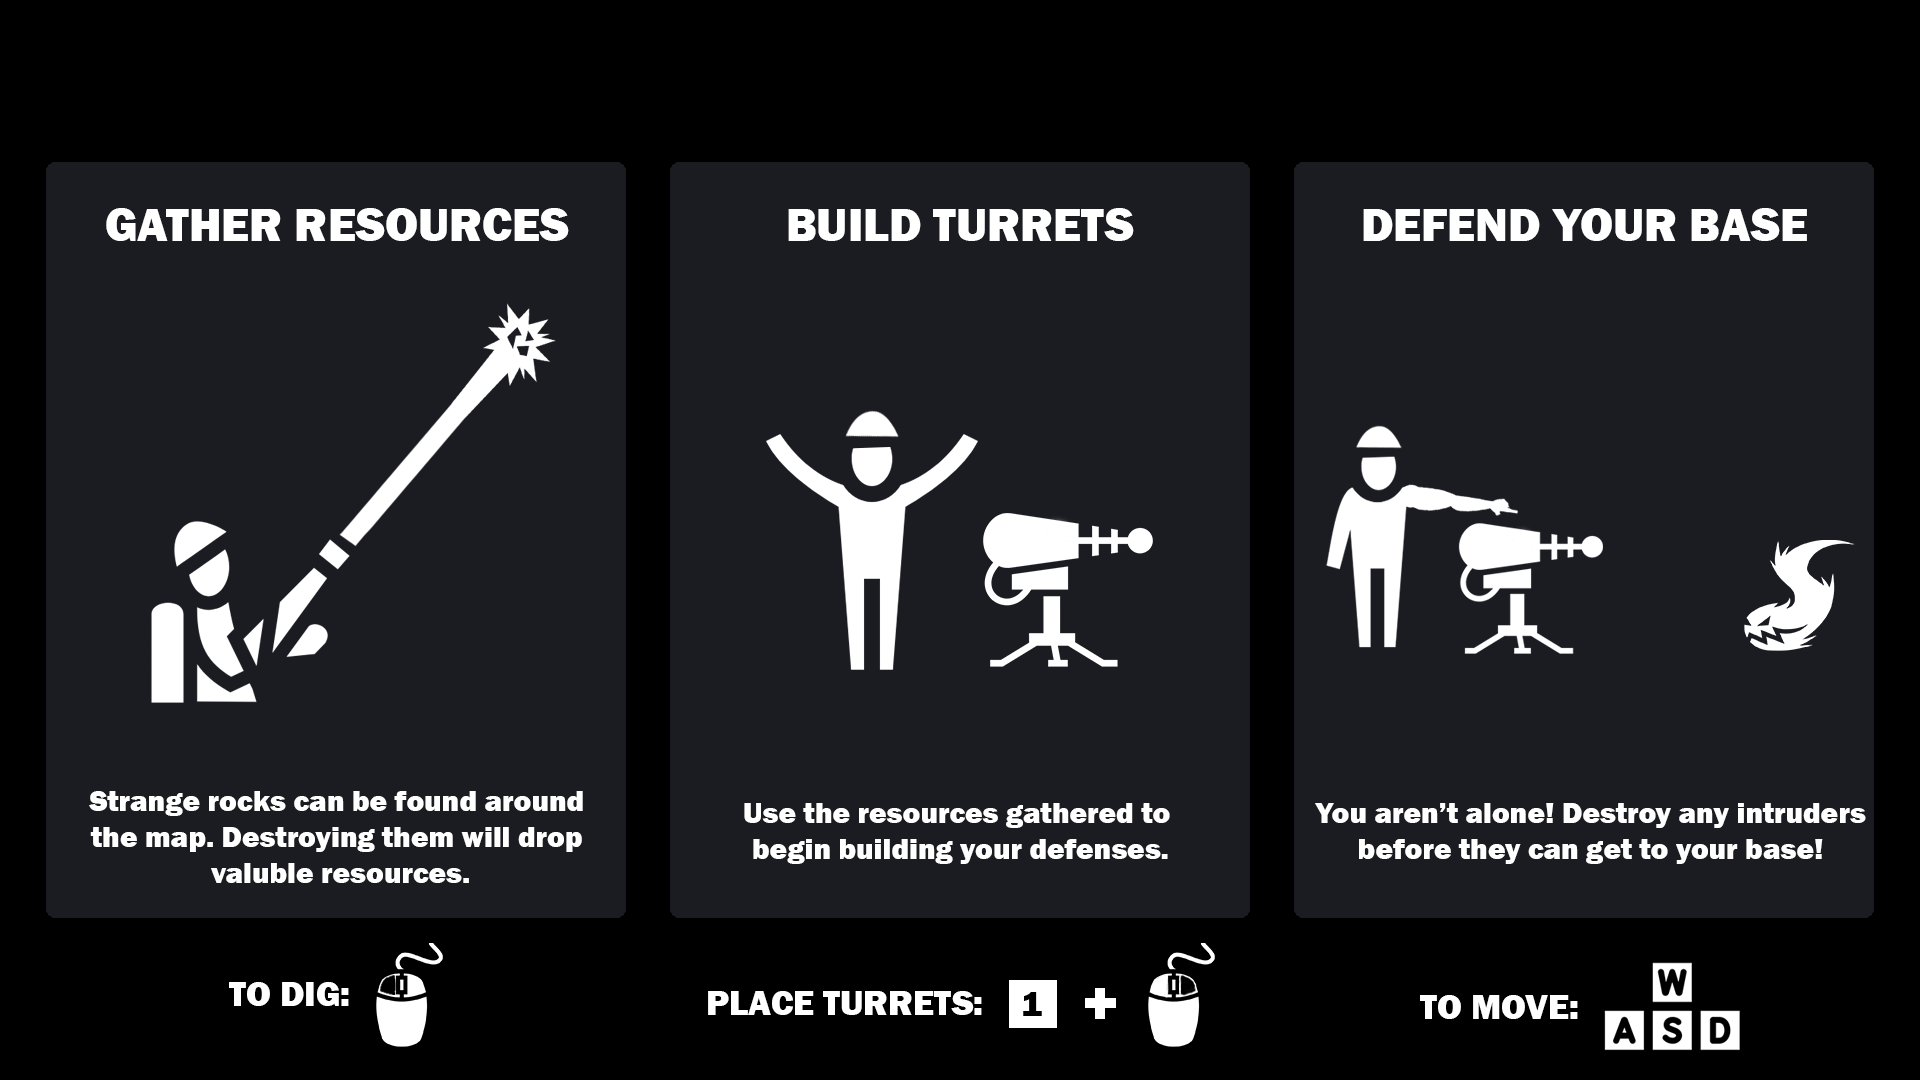 GATHER RESOURCES
Strange rocks can be found around
the map. Destroying them will drop
valuble resources.
TO DIG:
BUILD TURRETS
Use the resources gathered to
begin building your defenses.
PLACE TURRETS: 1 +
DEFEND YOUR BASE
You aren’t alone! Destroy any intruders
before they can get to your base!
TO MOVE:
W
A S D